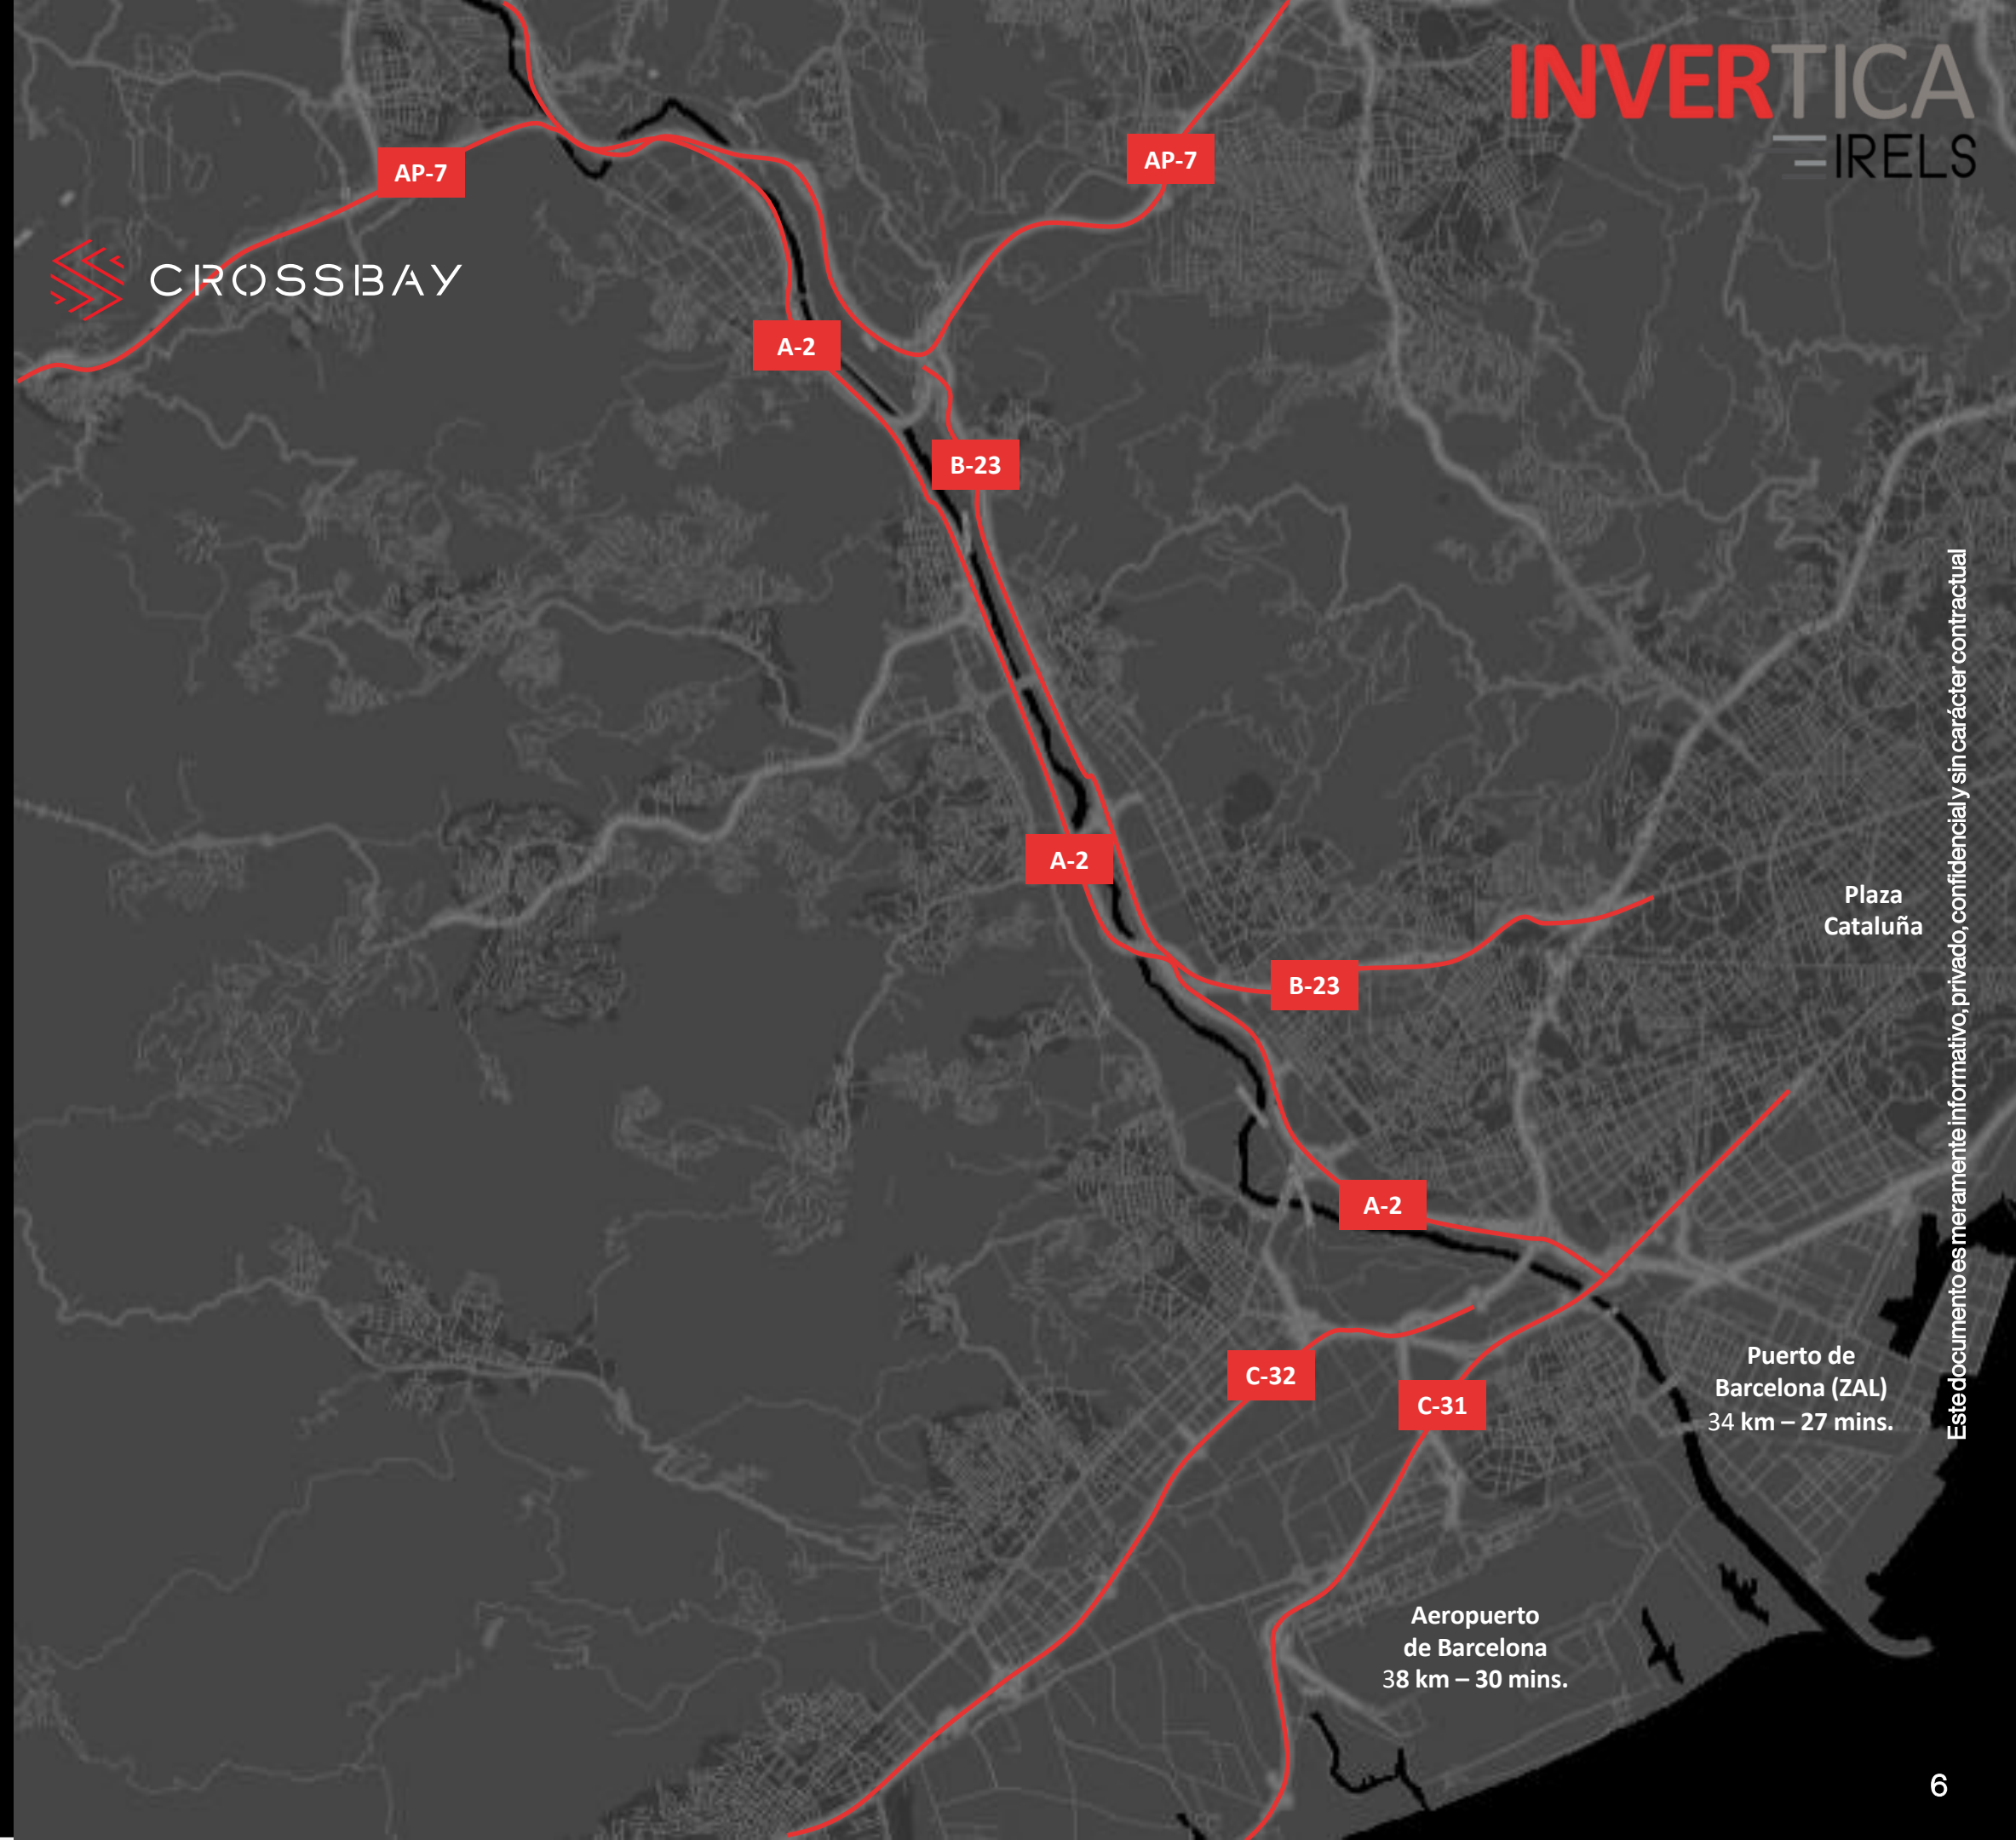 INVERTICA
IRELS
AP-7
AP-7
CROSSBAY
A-2
B-23
A-2
Plaza
Cataluña
B-23
A-2
C-32
C-31
Puerto de
Barcelona (ZAL)
34 km – 27 mins.
Aeropuerto
de Barcelona
38 km – 30 mins.
Este documento es meramente informativo, privado, confidencial y sin carácter contractual
6